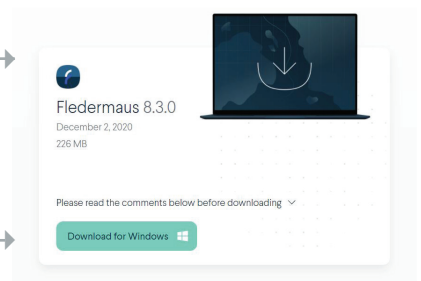 Fledermaus 8.3.0
December 2, 2020
226 MB
Please read the comments below before downloading
Download for Windows